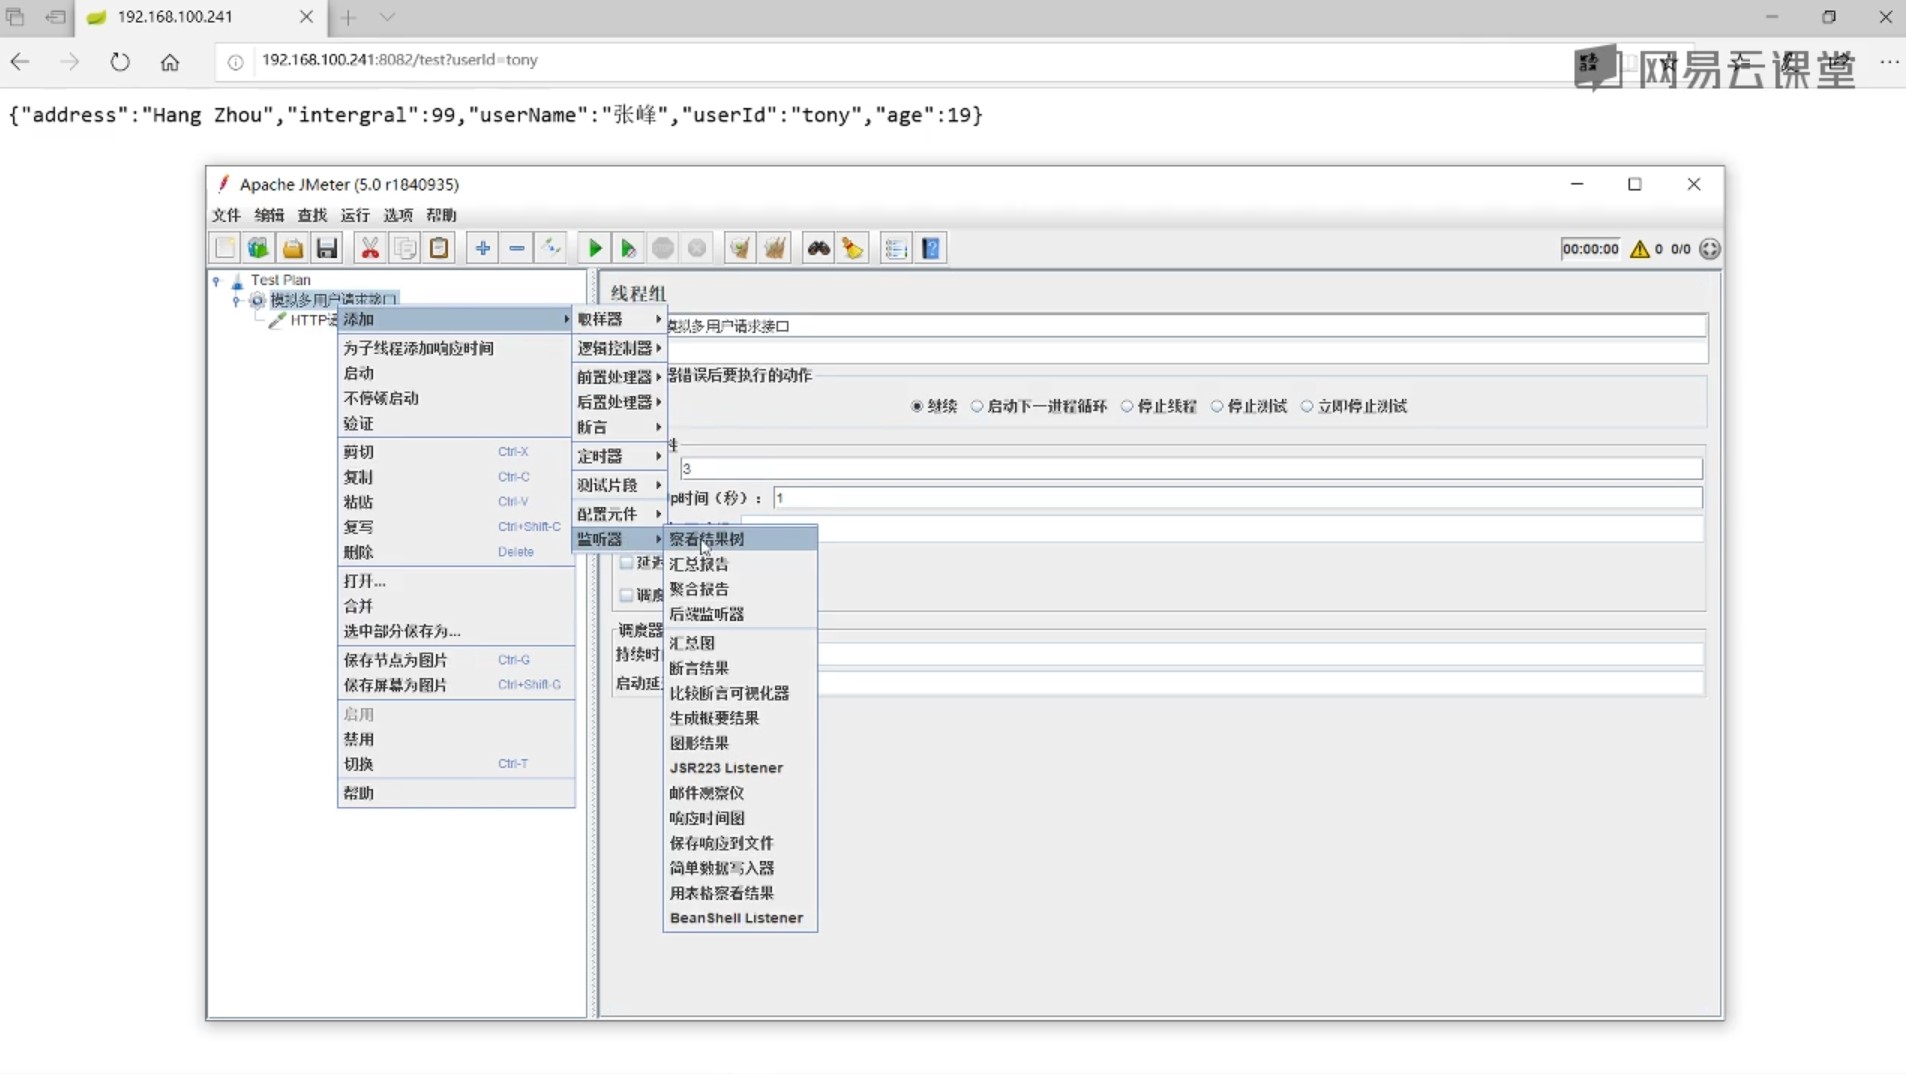 192.168.100.241
192.168.100.241:8082/test?userId=tony
网易云课堂
{"address":"Hang Zhou","intergral":99,"userName":"张峰","userId":"tony","age":19}
Apache JMeter (5.0 r1840935)
文件 编辑 查找 运行 选项 帮助
00:00:00 0 0/0
Test Plan
模拟多用户请求接口
HTTP
线程组
模拟多用户请求接口
器错误后要执行的动作
继续 启动下一进程循环 停止线程 停止测试 立即停止测试
性
3
p时间（秒）： 1
延迟
调度
调度器
持续时
启动延
添加
为子线程添加响应时间
启动
不停顿启动
验证
剪切 Ctrl-X
复制 Ctrl-C
粘贴 Ctrl-V
复写 Ctrl+Shift-C
删除 Delete
打开...
合并
选中部分保存为...
保存节点为图片 Ctrl-G
保存屏幕为图片 Ctrl+Shift-G
启用
禁用
切换 Ctrl-T
帮助
取样器
逻辑控制器
前置处理器
后置处理器
断言
定时器
测试片段
配置元件
监听器
察看结果树
汇总报告
聚合报告
后端监听器
汇总图
断言结果
比较断言可视化器
生成概要结果
图形结果
JSR223 Listener
邮件观察仪
响应时间图
保存响应到文件
简单数据写入器
用表格察看结果
BeanShell Listener